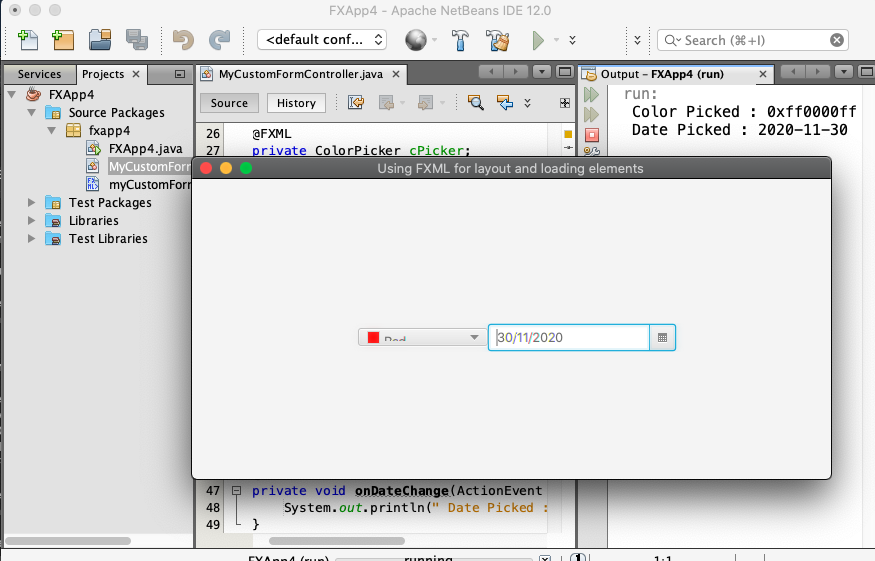 FXApp4 - Apache NetBeans IDE 12.0
<default conf...
Search (⌘+I)
Services
Projects
MyCustomFormController.java
Output - FXApp4 (run)
FXApp4
Source Packages
fxapp4
FXApp4.java
MyCustomForm
myCustomForm
Test Packages
Libraries
Test Libraries
Source
History
26 @FXML
27 private ColorPicker cPicker;
run:
Color Picked : 0xff0000ff
Date Picked : 2020-11-30
Using FXML for layout and loading elements
Red
30/11/2020
47 private void onDateChange(ActionEvent
48 System.out.println(" Date Picked :
49 }
FXApp4 (run)
running...
1
1:1